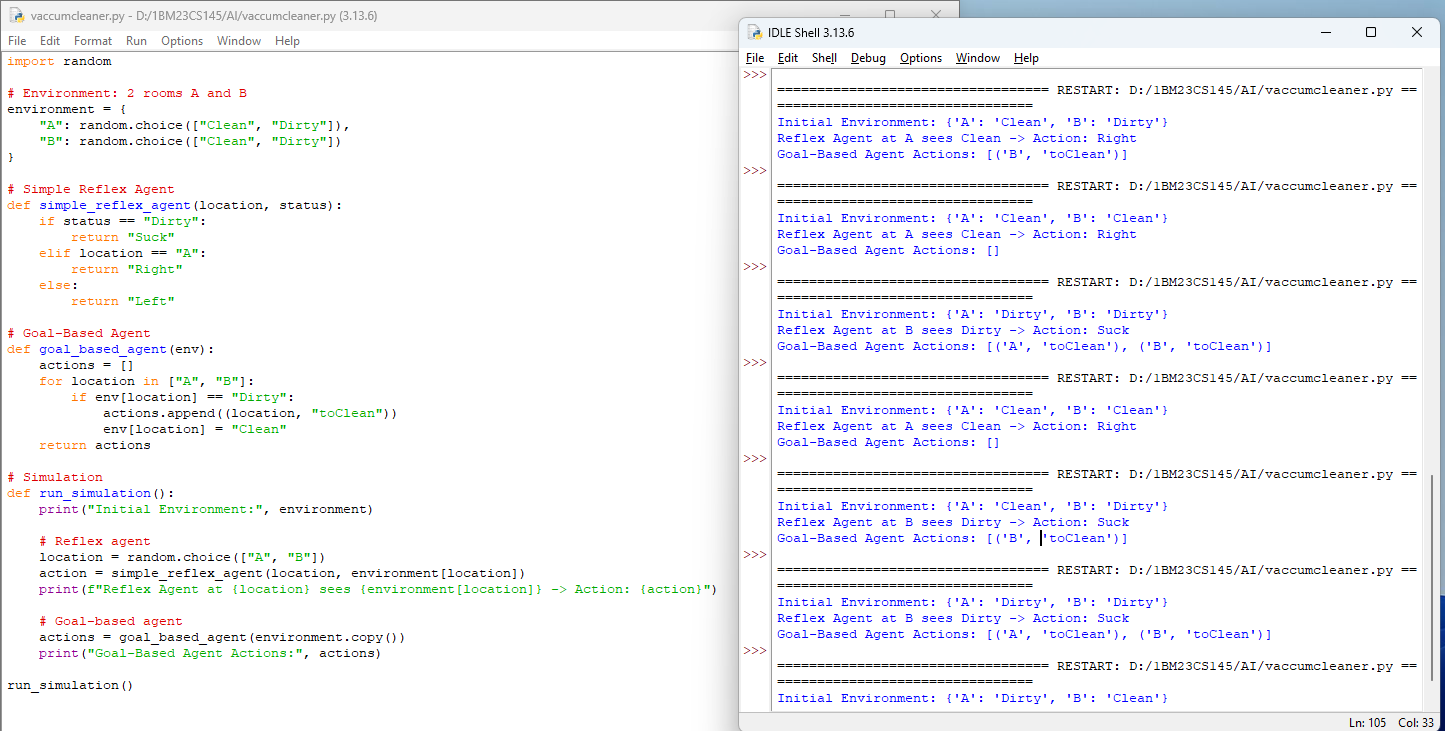 vaccumcleaner.py - D:/1BM23CS145/AI/vaccumcleaner.py (3.13.6)
File Edit Format Run Options Window Help
import random

# Environment: 2 rooms A and B
environment = {
    "A": random.choice(["Clean", "Dirty"]),
    "B": random.choice(["Clean", "Dirty"])
}

# Simple Reflex Agent
def simple_reflex_agent(location, status):
    if status == "Dirty":
        return "Suck"
    elif location == "A":
        return "Right"
    else:
        return "Left"

# Goal-Based Agent
def goal_based_agent(env):
    actions = []
    for location in ["A", "B"]:
        if env[location] == "Dirty":
            actions.append((location, "toClean"))
            env[location] = "Clean"
    return actions

# Simulation
def run_simulation():
    print("Initial Environment:", environment)

    # Reflex agent
    location = random.choice(["A", "B"])
    action = simple_reflex_agent(location, environment[location])
    print(f"Reflex Agent at {location} sees {environment[location]} -> Action: {action}")

    # Goal-based agent
    actions = goal_based_agent(environment.copy())
    print("Goal-Based Agent Actions:", actions)

run_simulation()
IDLE Shell 3.13.6
File Edit Shell Debug Options Window Help
>>>
================================== RESTART: D:/1BM23CS145/AI/vaccumcleaner.py ==
================================
Initial Environment: {'A': 'Clean', 'B': 'Dirty'}
Reflex Agent at A sees Clean -> Action: Right
Goal-Based Agent Actions: [('B', 'toClean')]
>>>
================================== RESTART: D:/1BM23CS145/AI/vaccumcleaner.py ==
================================
Initial Environment: {'A': 'Clean', 'B': 'Clean'}
Reflex Agent at A sees Clean -> Action: Right
Goal-Based Agent Actions: []
>>>
================================== RESTART: D:/1BM23CS145/AI/vaccumcleaner.py ==
================================
Initial Environment: {'A': 'Dirty', 'B': 'Dirty'}
Reflex Agent at B sees Dirty -> Action: Suck
Goal-Based Agent Actions: [('A', 'toClean'), ('B', 'toClean')]
>>>
================================== RESTART: D:/1BM23CS145/AI/vaccumcleaner.py ==
================================
Initial Environment: {'A': 'Clean', 'B': 'Clean'}
Reflex Agent at A sees Clean -> Action: Right
Goal-Based Agent Actions: []
>>>
================================== RESTART: D:/1BM23CS145/AI/vaccumcleaner.py ==
================================
Initial Environment: {'A': 'Clean', 'B': 'Dirty'}
Reflex Agent at B sees Dirty -> Action: Suck
Goal-Based Agent Actions: [('B', 'toClean')]
>>>
================================== RESTART: D:/1BM23CS145/AI/vaccumcleaner.py ==
================================
Initial Environment: {'A': 'Dirty', 'B': 'Dirty'}
Reflex Agent at B sees Dirty -> Action: Suck
Goal-Based Agent Actions: [('A', 'toClean'), ('B', 'toClean')]
>>>
================================== RESTART: D:/1BM23CS145/AI/vaccumcleaner.py ==
================================
Initial Environment: {'A': 'Dirty', 'B': 'Clean'}
Ln: 105 Col: 33